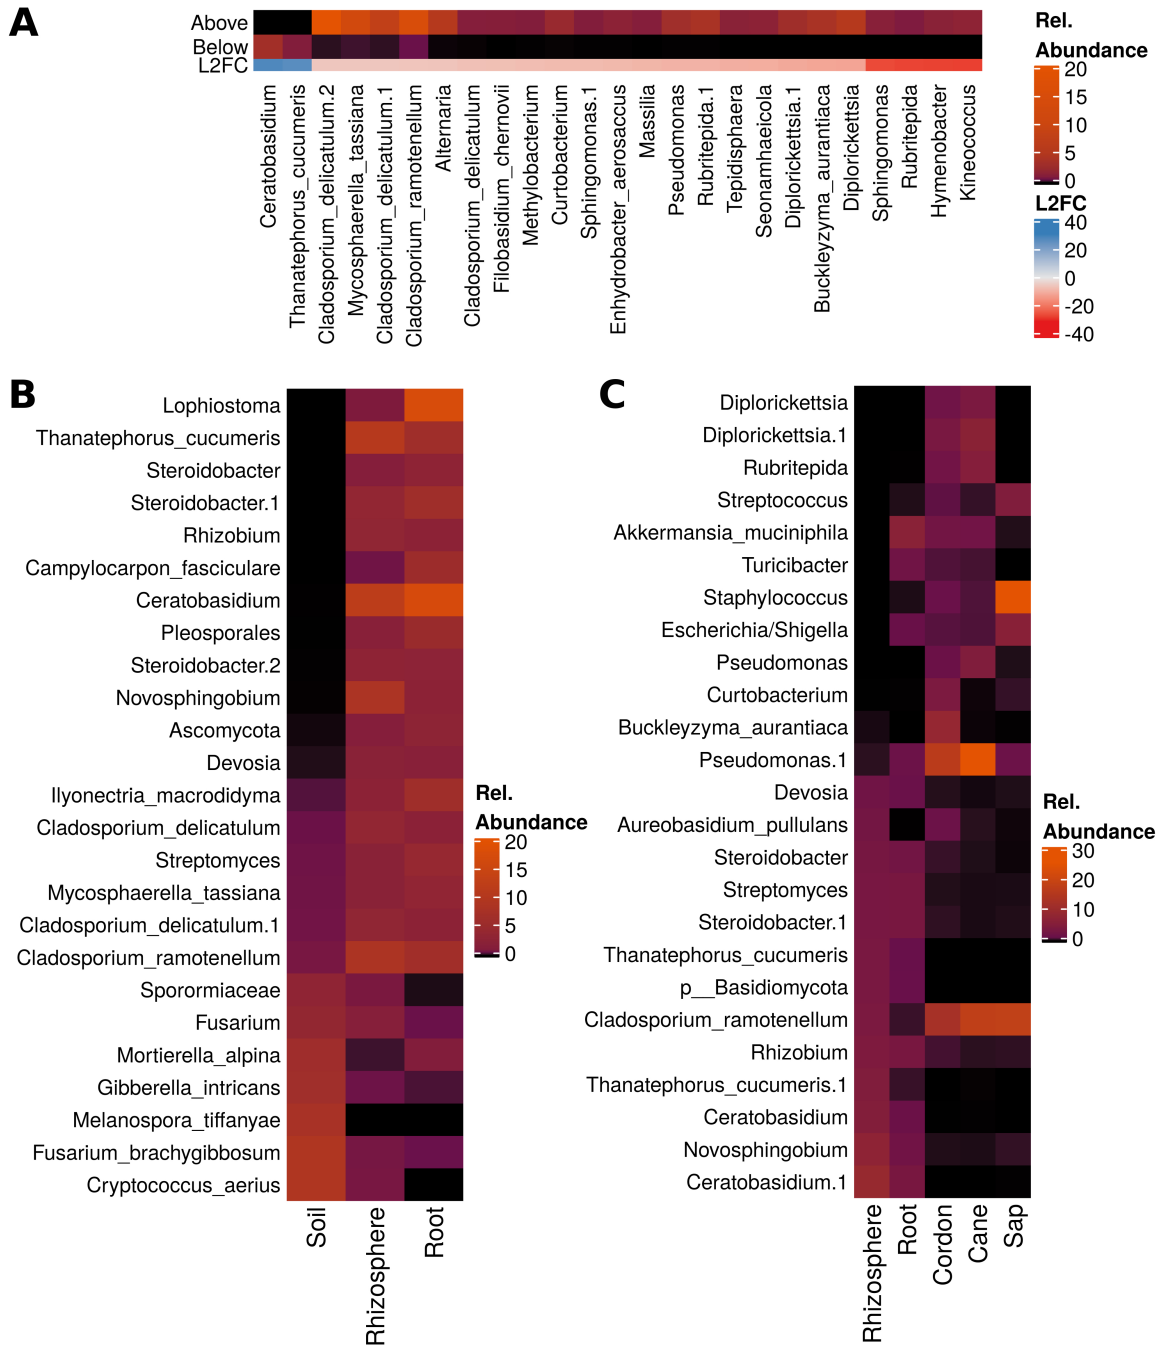 A
Above
Below
L2FC
Ceratobasidium
Thanatephorus_cucumeris
Cladosporium_delicatulum.2
Mycosphaerella_tassiana
Cladosporium_delicatulum.1
Cladosporium_ramotenellum
Alternaria
Cladosporium_delicatulum
Filobasidium_chernovii
Methylobacterium
Curtobacterium
Sphingomonas.1
Enhydrobacter_aerosaccus
Massilia
Pseudomonas
Rubritepida.1
Tepidisphaera
Seonamhaeicola
Diplorickettsia.1
Buckleyzyma_aurantiaca
Diplorickettsia
Sphingomonas
Rubritepida
Hymenobacter
Kineococcus
Rel.
Abundance
20
15
10
5
0
L2FC
40
20
0
-20
-40
B
Lophiostoma
Thanatephorus_cucumeris
Steroidobacter
Steroidobacter.1
Rhizobium
Campylocarpon_fasciculare
Ceratobasidium
Pleosporales
Steroidobacter.2
Novosphingobium
Ascomycota
Devosia
Ilyonectria_macrodidyma
Cladosporium_delicatulum
Streptomyces
Mycosphaerella_tassiana
Cladosporium_delicatulum.1
Cladosporium_ramotenellum
Sporormiaceae
Fusarium
Mortierella_alpina
Gibberella_intricans
Melanospora_tiffanyae
Fusarium_brachygibbosum
Cryptococcus_aerius
Soil
Rhizosphere
Root
Rel.
Abundance
20
15
10
5
0
C
Diplorickettsia
Diplorickettsia.1
Rubritepida
Streptococcus
Akkermansia_muciniphila
Turicibacter
Staphylococcus
Escherichia/Shigella
Pseudomonas
Curtobacterium
Buckleyzyma_aurantiaca
Pseudomonas.1
Devosia
Aureobasidium_pullulans
Steroidobacter
Streptomyces
Steroidobacter.1
Thanatephorus_cucumeris
p__Basidiomycota
Cladosporium_ramotenellum
Rhizobium
Thanatephorus_cucumeris.1
Ceratobasidium
Novosphingobium
Ceratobasidium.1
Rhizosphere
Root
Cordon
Cane
Sap
Rel.
Abundance
30
20
10
0